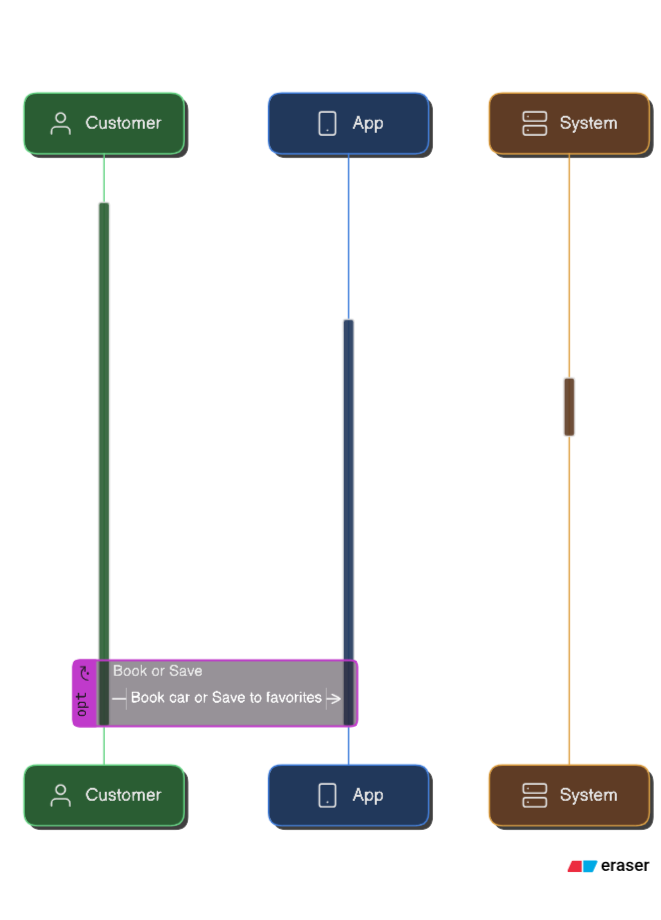 Customer
App
System
Book or Save
opt
Book car or Save to favorites
Customer
App
System
eraser